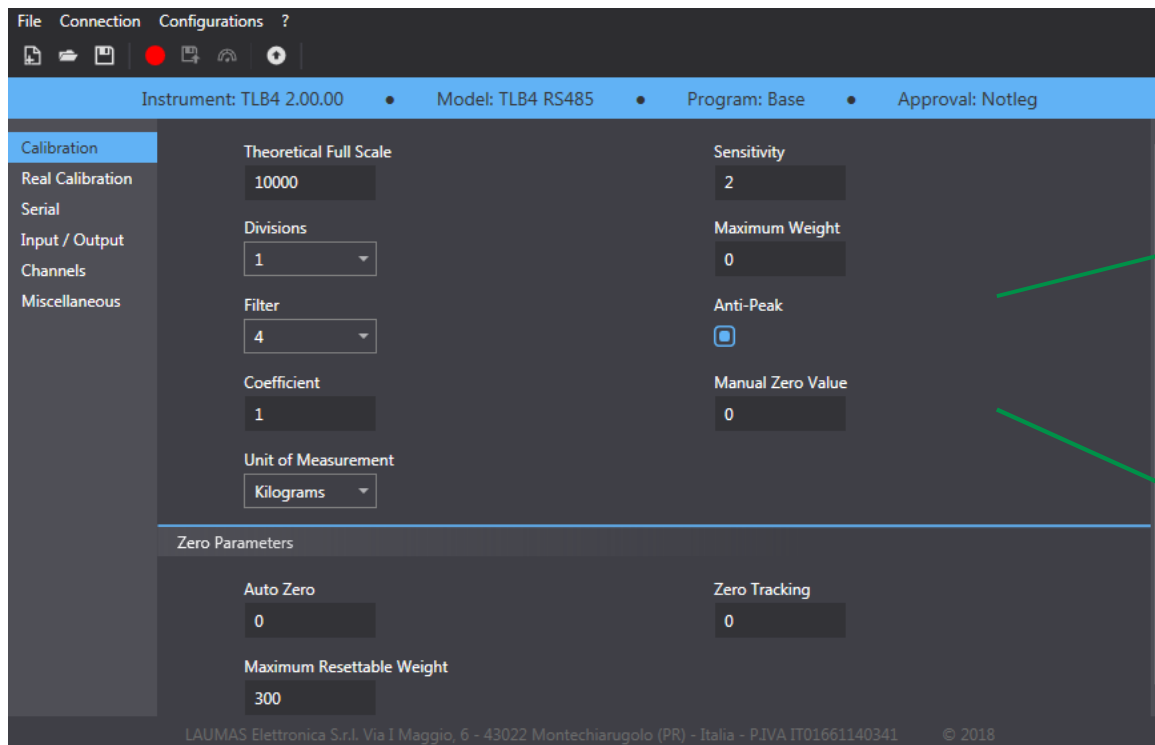 File Connection Configurations ?
Instrument: TLB4 2.00.00 • Model: TLB4 RS485 • Program: Base • Approval: Notleg
Calibration
Real Calibration
Serial
Input / Output
Channels
Miscellaneous
Theoretical Full Scale
10000
Sensitivity
2
Divisions
1
Maximum Weight
0
Filter
4
Anti-Peak
Coefficient
1
Manual Zero Value
0
Unit of Measurement
Kilograms
Zero Parameters
Auto Zero
0
Zero Tracking
0
Maximum Resettable Weight
300
LAUMAS Elettronica S.r.l. Via I Maggio, 6 - 43022 Montechiarugolo (PR) - Italia - P.IVA IT01661140341 © 2018